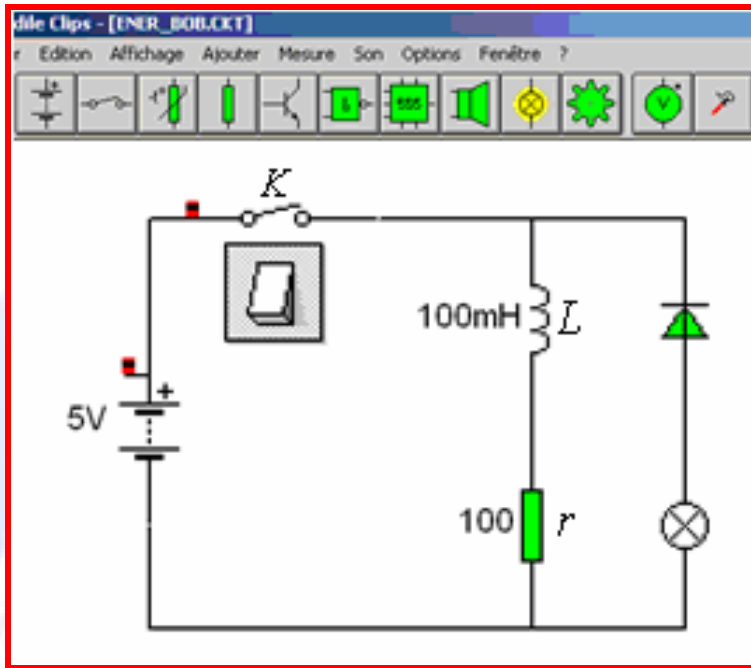 dile Clips - [ENER_BOB.CKT]
r Edition Affichage Ajouter Mesure Son Options Fenêtre ?
555
V
K
100mH L
+
5V
100 r